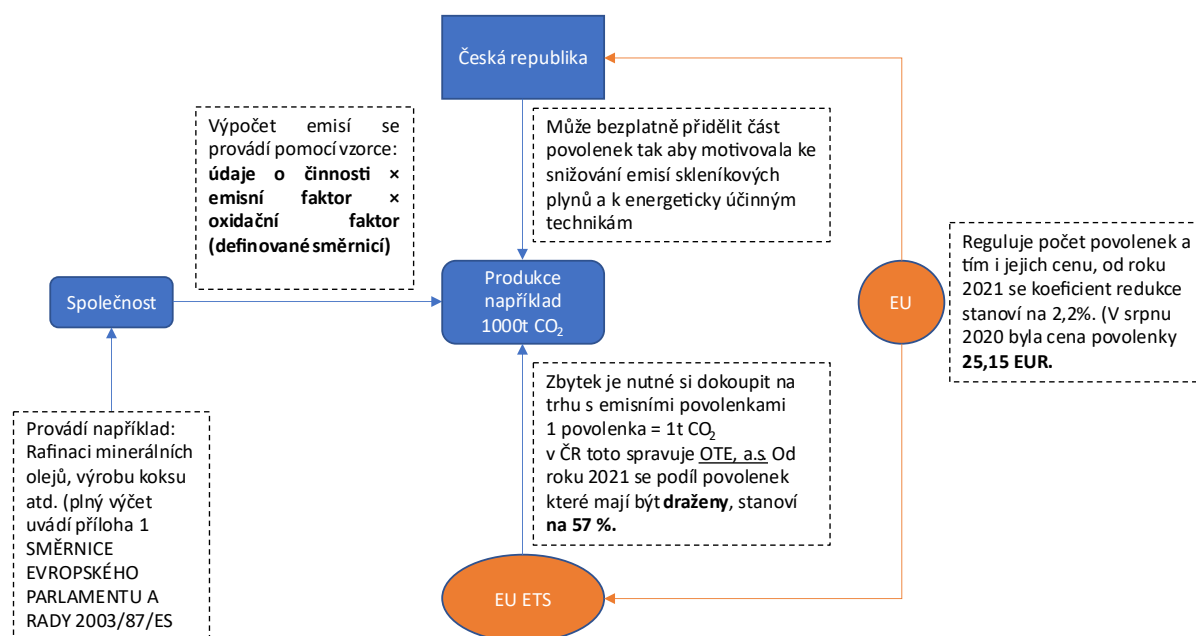 Česká republika
Výpočet emisí se
provádí pomocí vzorce:
údaje o činnosti ×
emisní faktor ×
oxidační faktor
(definované směrnicí)
Může bezplatně přidělit část
povolenek tak aby motivovala ke
snižování emisí skleníkových
plynů a k energeticky účinným
technikám
Společnost
Produkce
například
1000t CO₂
EU
Reguluje počet povolenek a
tím i jejich cenu, od roku
2021 se koeficient redukce
stanoví na 2,2%. (V srpnu
2020 byla cena povolenky
25,15 EUR.
Provádí například:
Rafinaci minerálních
olejů, výrobu koksu
atd. (plný výčet
uvádí příloha 1
SMĚRNICE
EVROPSKÉHO
PARLAMENTU A
RADY 2003/87/ES
Zbytek je nutné si dokoupit na
trhu s emisními povolenkami
1 povolenka = 1t CO₂
v ČR toto spravuje OTE, a.s. Od
roku 2021 se podíl povolenek
které mají být draženy, stanoví
na 57 %.
EU ETS